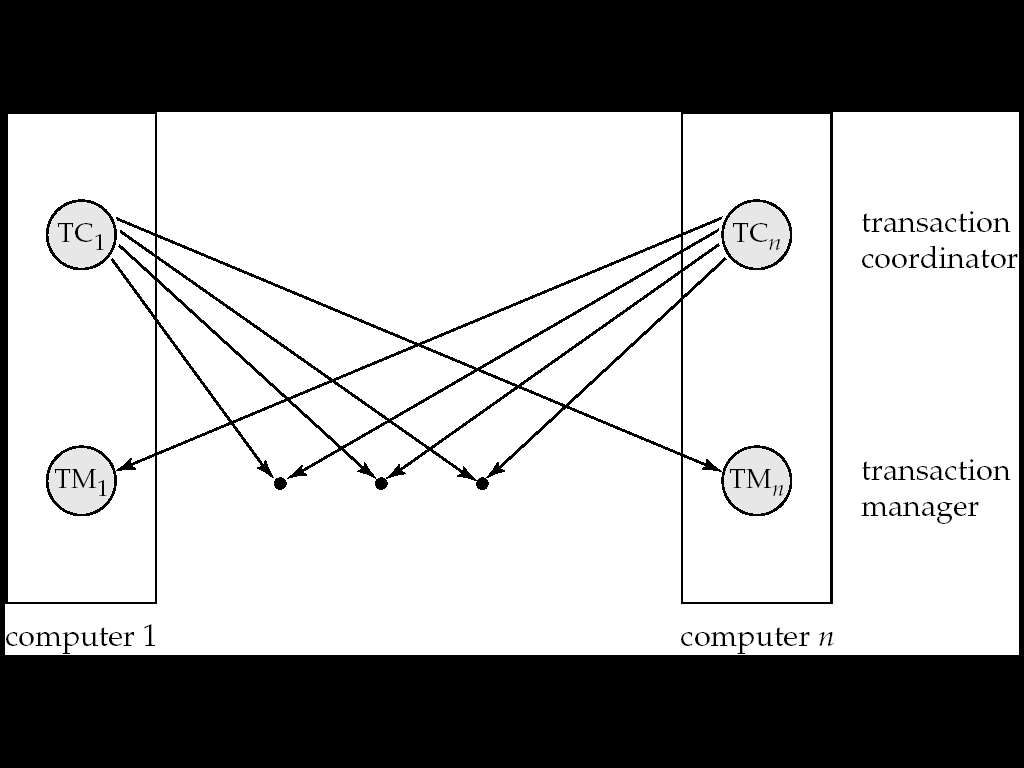 TC1
TCn
transaction
coordinator
TM1
TMn
transaction
manager
computer 1
computer n